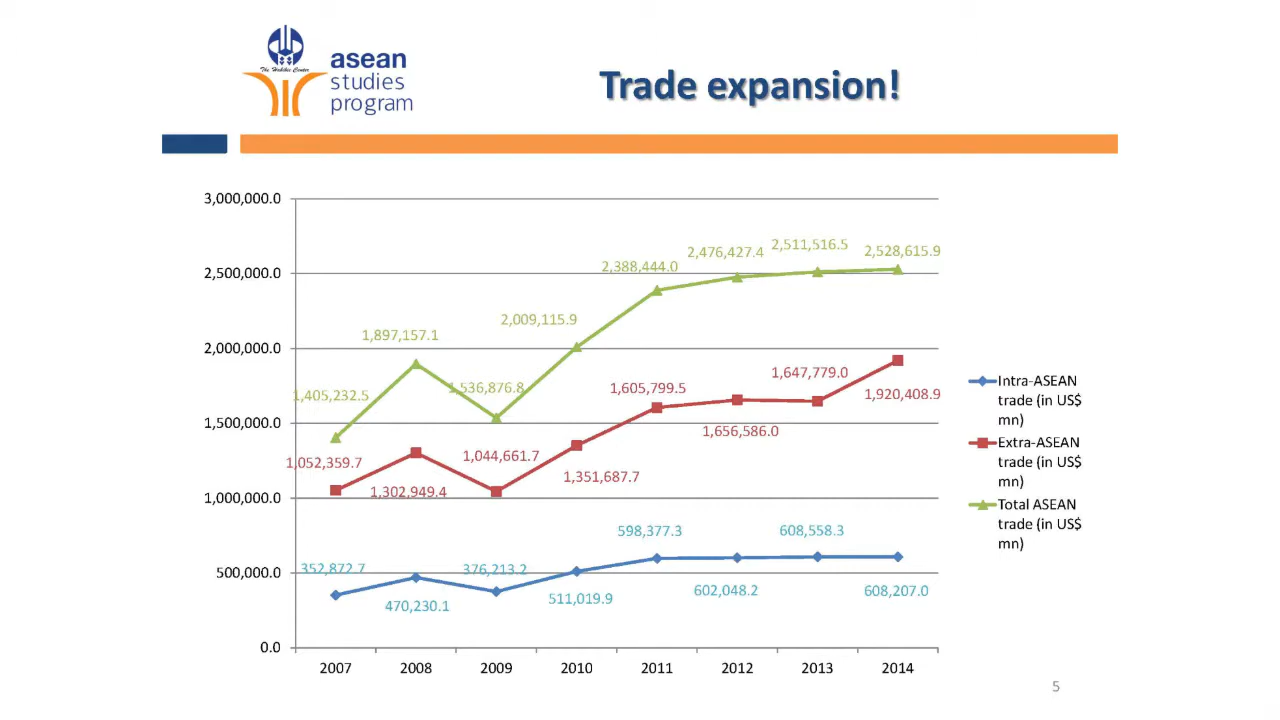 The Habibie Center
asean
studies
program
Trade expansion!
3,000,000.0
2,500,000.0
2,000,000.0
1,500,000.0
1,000,000.0
500,000.0
0.0
1,405,232.5
1,897,157.1
1,536,876.8
2,009,115.9
2,388,444.0
2,476,427.4
2,511,516.5
2,528,615.9
1,052,359.7
1,302,949.4
1,044,661.7
1,351,687.7
1,605,799.5
1,656,586.0
1,647,779.0
1,920,408.9
352,872.7
470,230.1
376,213.2
511,019.9
598,377.3
602,048.2
608,558.3
608,207.0
2007
2008
2009
2010
2011
2012
2013
2014
Intra-ASEAN
trade (in US$
mn)
Extra-ASEAN
trade (in US$
mn)
Total ASEAN
trade (in US$
mn)
5